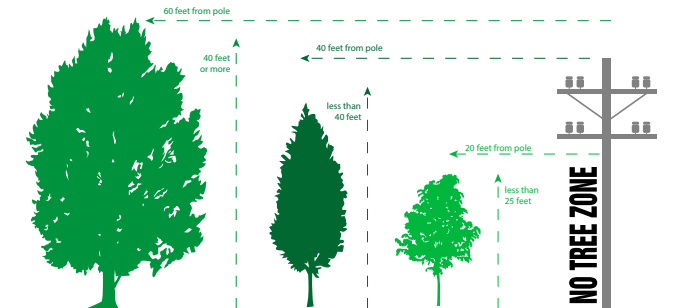 60 feet from pole
40 feet
or more
40 feet from pole
less than
40 feet
20 feet from pole
less than
25 feet
NO TREE ZONE